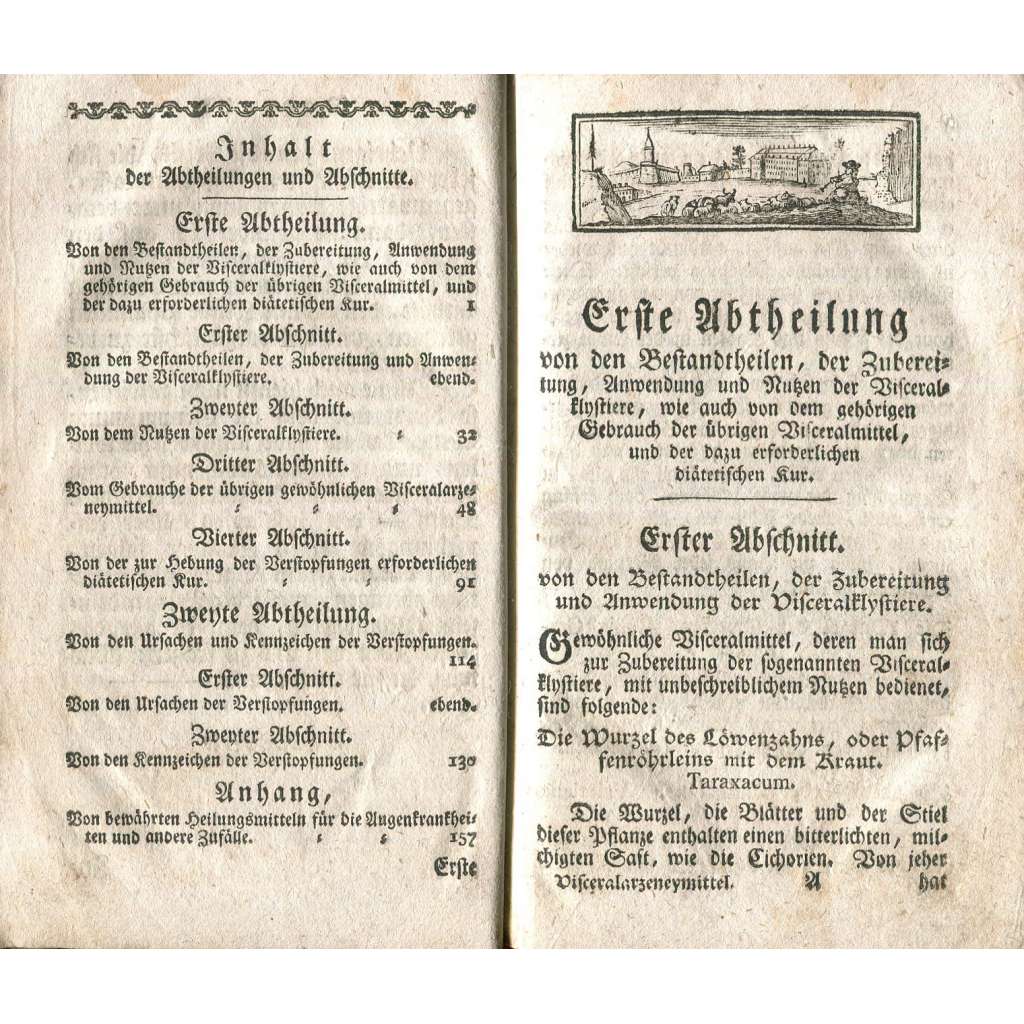 Inhalt
der Abtheilungen und Abschnitte.
Erste Abtheilung.
Von den Bestandtheilen, der Zubereitung, Anwendung
und Nutzen der Visceralklystiere, wie auch von dem
gehörigen Gebrauch der übrigen Visceralmittel, und
der dazu erforderlichen diätetischen Kur. 1
Erster Abschnitt.
Von den Bestandtheilen, der Zubereitung und Anwen-
dung der Visceralklystiere. ebend.
Zweyter Abschnitt.
Von dem Nutzen der Visceralklystiere. 32
Dritter Abschnitt.
Vom Gebrauche der übrigen gewöhnlichen Visceralarze-
neymittel. 48
Vierter Abschnitt.
Von der zur Hebung der Verstopfungen erforderlichen
diätetischen Kur. 91
Zweyte Abtheilung.
Von den Ursachen und Kennzeichen der Verstopfungen.
114
Erster Abschnitt.
Von den Ursachen der Verstopfungen. ebend.
Zweyter Abschnitt.
Von den Kennzeichen der Verstopfungen. 130
Anhang,
Von bewährten Heilungsmitteln für die Augenkrankhei-
ten und andere Zufälle. 157
Erste
Erste Abtheilung
von den Bestandtheilen, der Zuberei-
tung, Anwendung und Nutzen der Visceral-
klystiere, wie auch von dem gehörigen
Gebrauch der übrigen Visceralmittel,
und der dazu erforderlichen
diätetischen Kur.
Erster Abschnitt.
von den Bestandtheilen, der Zubereitung
und Anwendung der Visceralklystiere.
Gewöhnliche Visceralmittel, deren man sich
zur Zubereitung der sogenannten Visceral-
klystiere, mit unbeschreiblichem Nutzen bedienet,
sind folgende:
Die Wurzel des Löwenzahns, oder Pfaf-
fenröhrleins mit dem Kraut.
Taraxacum.
Die Wurzel, die Blätter und der Stiel
dieser Pflanze enthalten einen bitterlichten, mil-
chigten Saft, wie die Cichorien. Von jeher
Visceralarzeneymittel. A hat